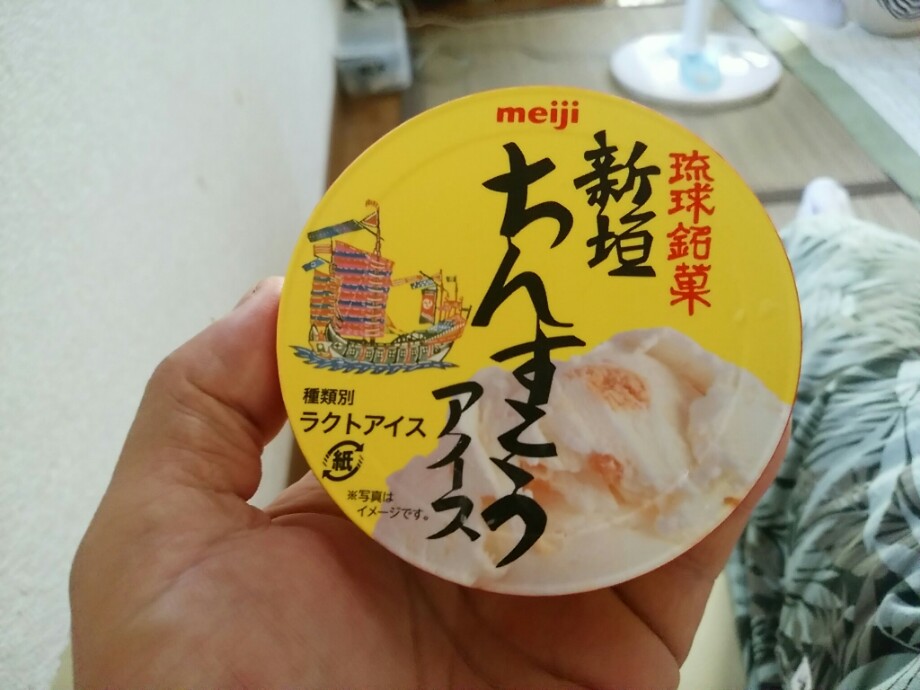 meiji
琉球銘菓
新垣
ちんすこう
アイス
種類別
ラクトアイス
紙
※写真は
イメージです。